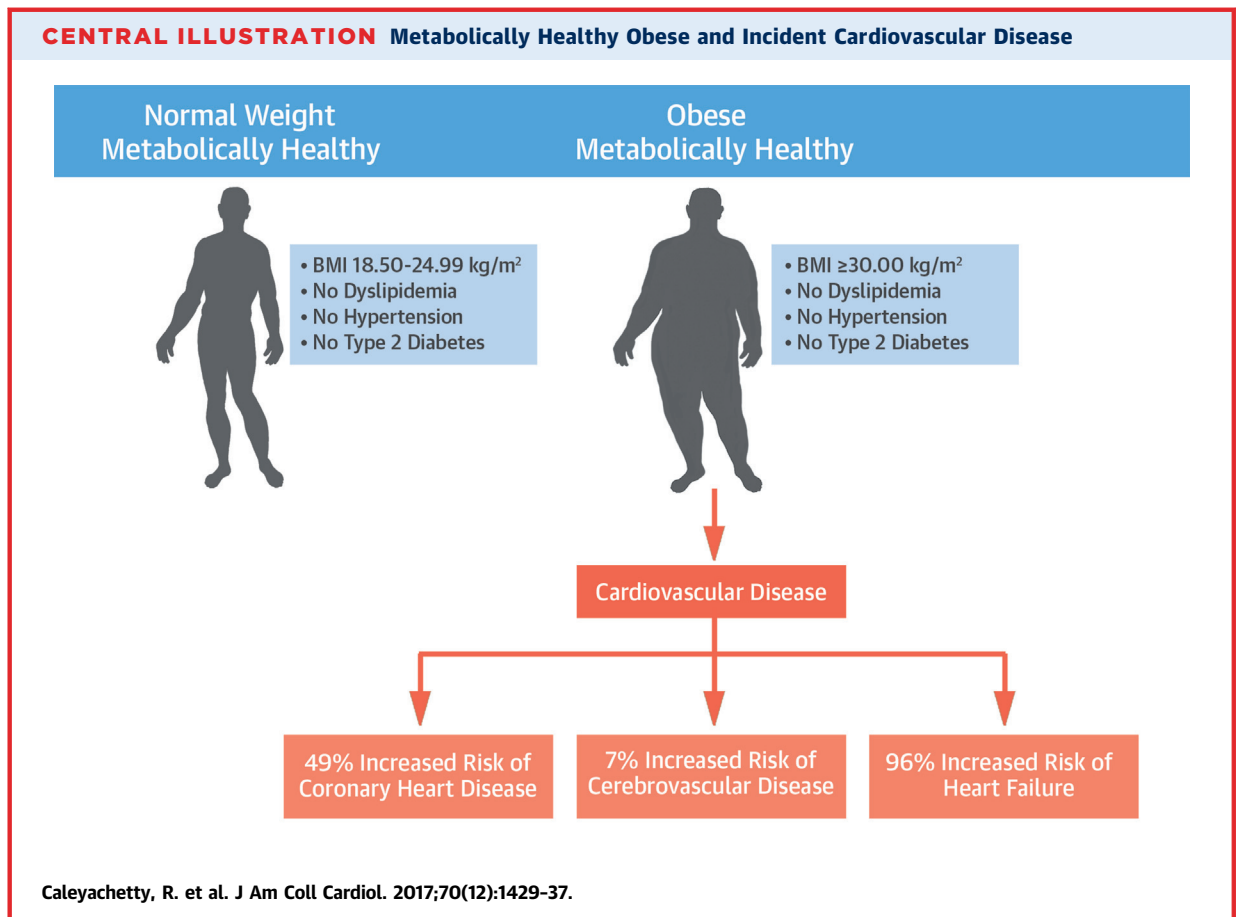 CENTRAL ILLUSTRATION Metabolically Healthy Obese and Incident Cardiovascular Disease
Normal Weight
Metabolically Healthy
Obese
Metabolically Healthy
• BMI 18.50-24.99 kg/m²
• No Dyslipidemia
• No Hypertension
• No Type 2 Diabetes
• BMI ≥30.00 kg/m²
• No Dyslipidemia
• No Hypertension
• No Type 2 Diabetes
Cardiovascular Disease
49% Increased Risk of
Coronary Heart Disease
7% Increased Risk of
Cerebrovascular Disease
96% Increased Risk of
Heart Failure
Caleyachetty, R. et al. J Am Coll Cardiol. 2017;70(12):1429–37.